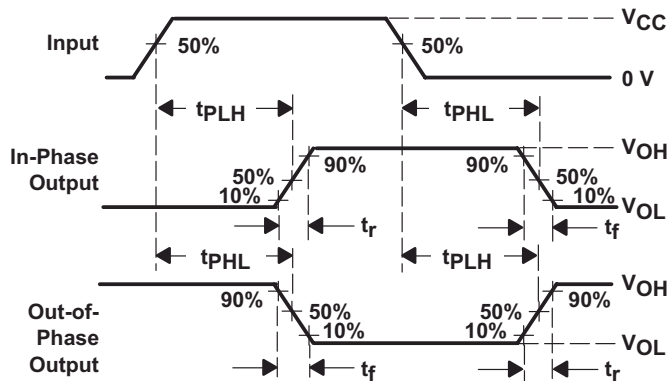 Input
50%
50%
VCC
0 V
tPLH
tPHL
In-Phase
Output
50%
10%
90%
90%
50%
10%
VOH
VOL
tr
tf
tPHL
tPLH
Out-of-
Phase
Output
90%
50%
10%
50%
10%
90%
VOH
VOL
tf
tr